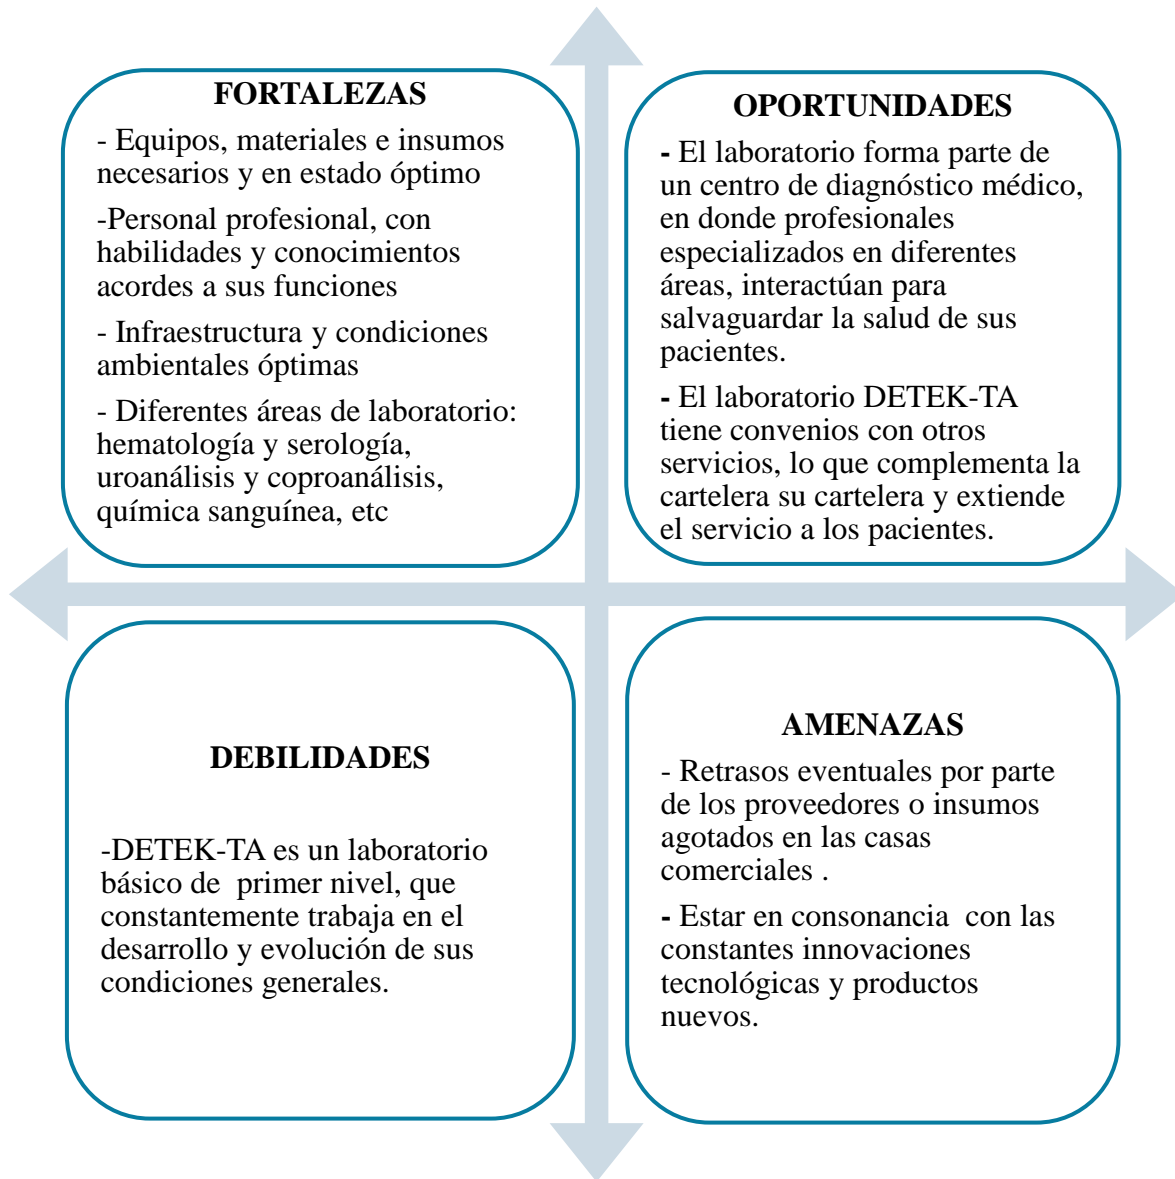 FORTALEZAS
- Equipos, materiales e insumos
necesarios y en estado óptimo
-Personal profesional, con
habilidades y conocimientos
acordes a sus funciones
- Infraestructura y condiciones
ambientales óptimas
- Diferentes áreas de laboratorio:
hematología y serología,
uroanálisis y coproanálisis,
química sanguínea, etc
OPORTUNIDADES
- El laboratorio forma parte de
un centro de diagnóstico médico,
en donde profesionales
especializados en diferentes
áreas, interactúan para
salvaguardar la salud de sus
pacientes.
- El laboratorio DETEK-TA
tiene convenios con otros
servicios, lo que complementa la
cartelera su cartelera y extiende
el servicio a los pacientes.
DEBILIDADES
-DETEK-TA es un laboratorio
básico de  primer nivel, que
constantemente trabaja en el
desarrollo y evolución de sus
condiciones generales.
AMENAZAS
- Retrasos eventuales por parte
de los proveedores o insumos
agotados en las casas
comerciales .
- Estar en consonancia  con las
constantes innovaciones
tecnológicas y productos
nuevos.